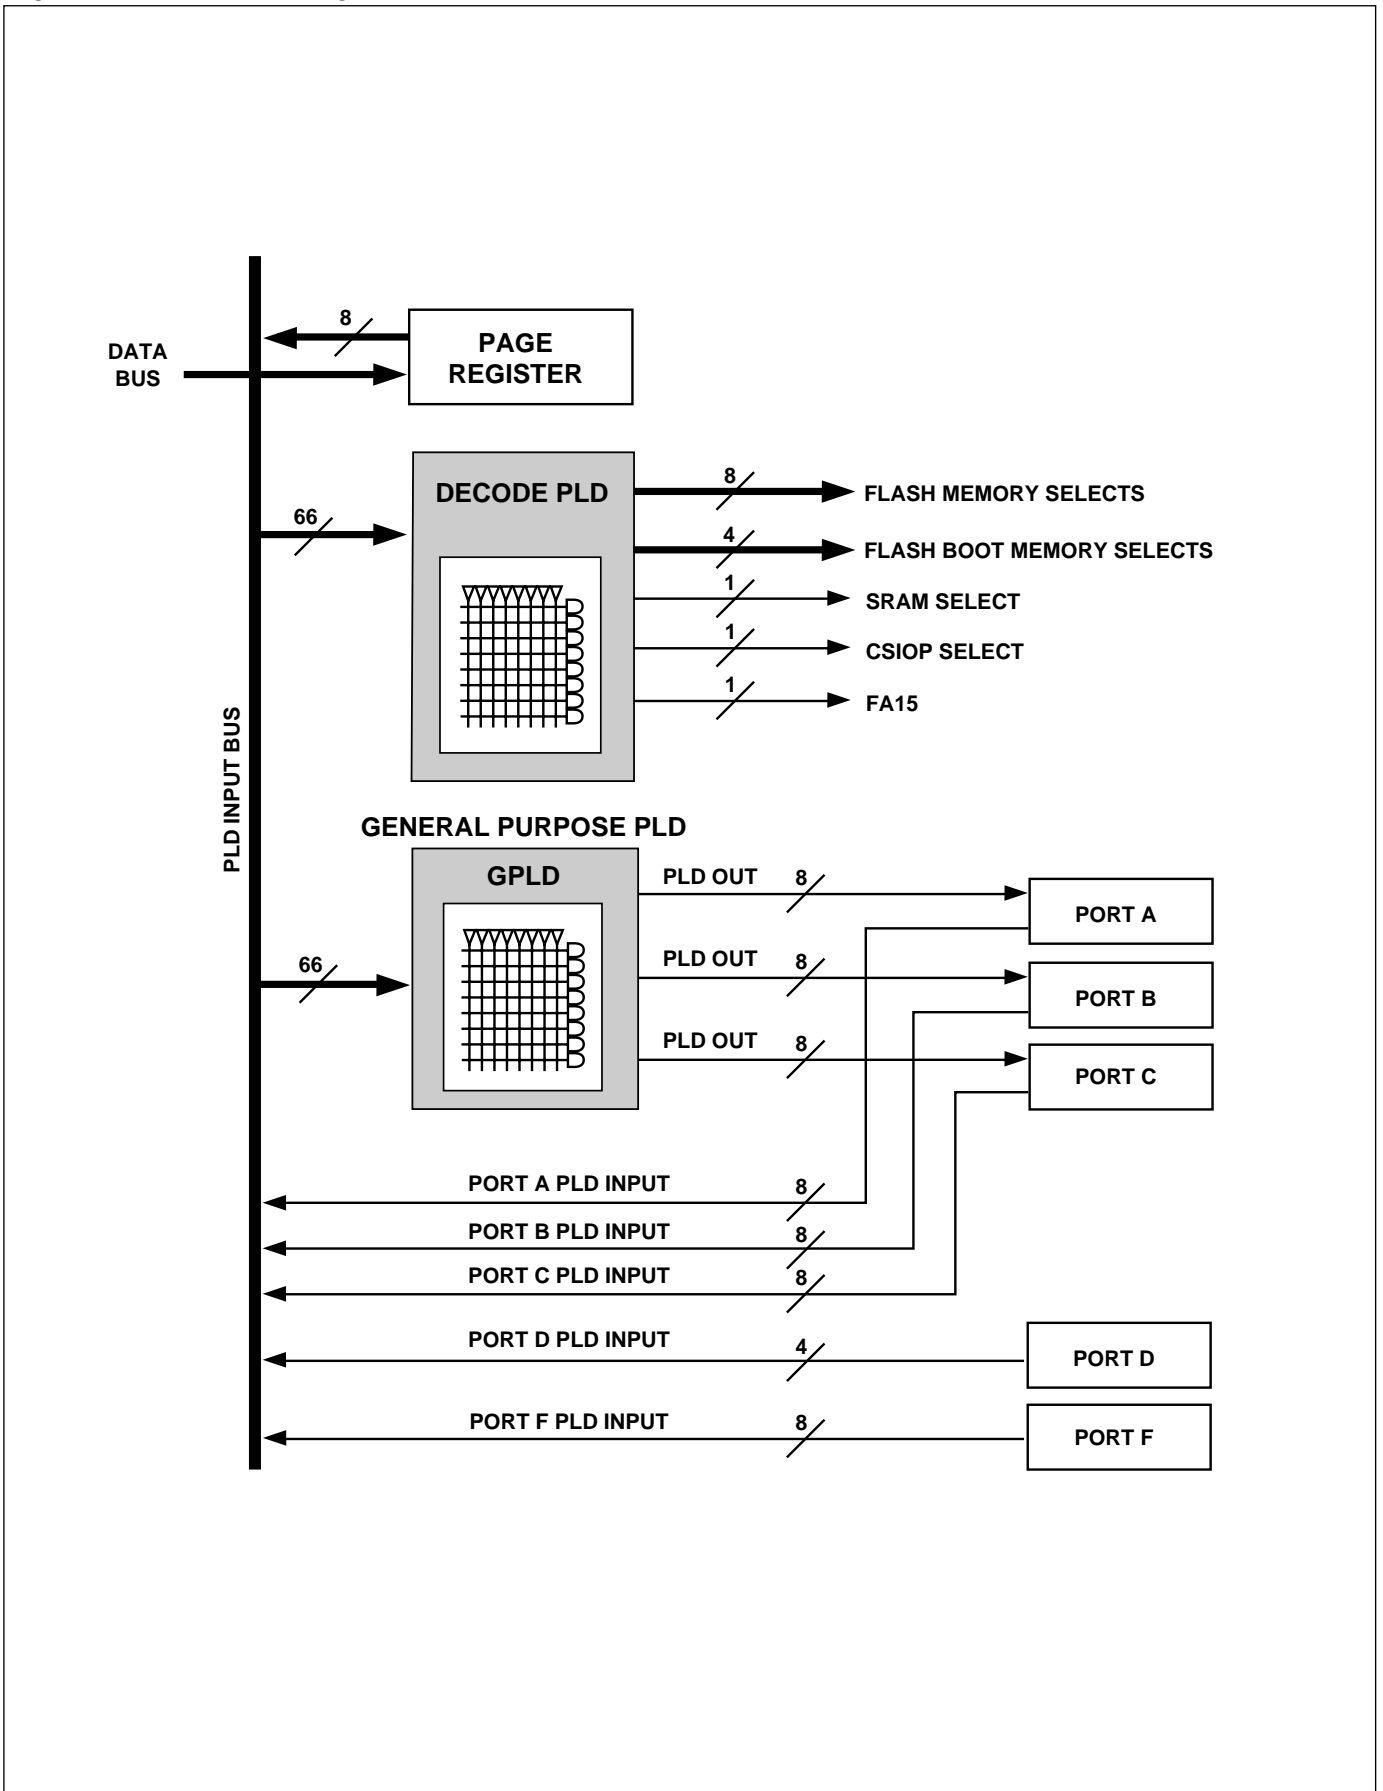 8
PAGE
REGISTER
DATA
BUS
DECODE PLD
66
8
FLASH MEMORY SELECTS
4
FLASH BOOT MEMORY SELECTS
1
SRAM SELECT
1
CSIOP SELECT
1
FA15
PLD INPUT BUS
GENERAL PURPOSE PLD
GPLD
66
PLD OUT 8
PORT A
PLD OUT 8
PORT B
PLD OUT 8
PORT C
PORT A PLD INPUT 8
PORT B PLD INPUT 8
PORT C PLD INPUT 8
PORT D PLD INPUT 4
PORT D
PORT F PLD INPUT 8
PORT F